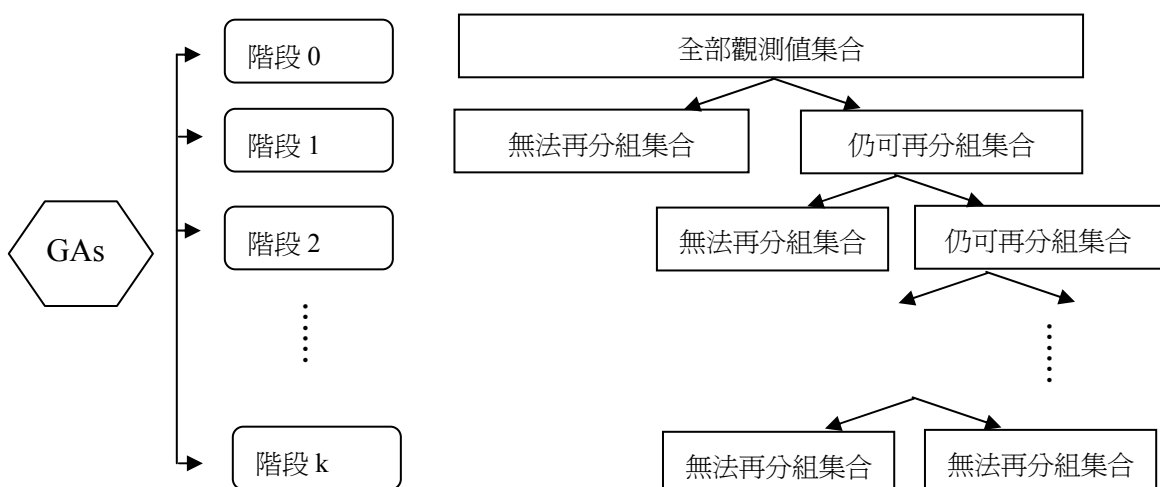 階段 0
全部觀測值集合
階段 1
無法再分組集合
仍可再分組集合
GAs
階段 2
無法再分組集合
仍可再分組集合
階段 k
無法再分組集合
無法再分組集合